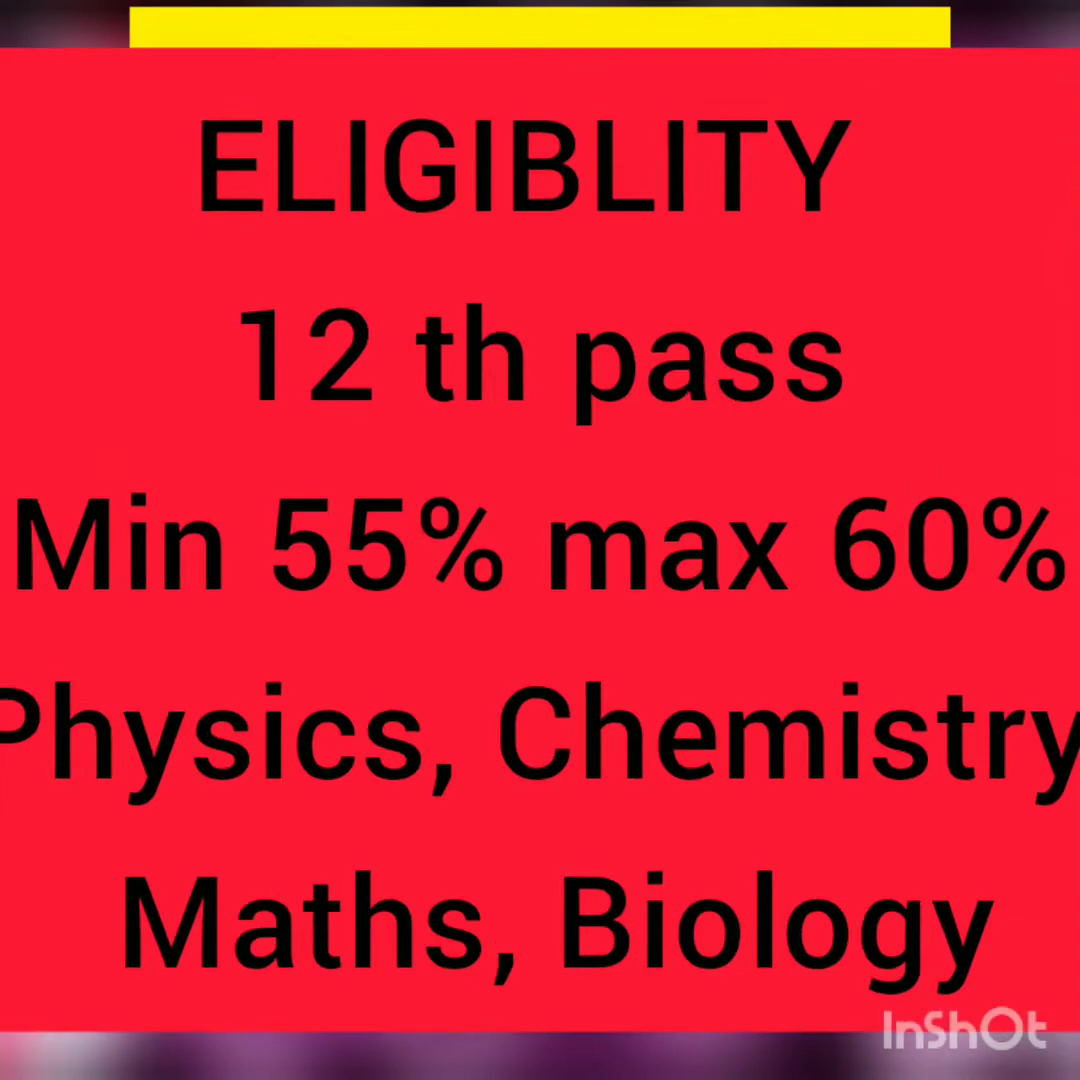 ELIGIBLITY
12 th pass
Min 55% max 60%
Physics, Chemistry
Maths, Biology
InShOt